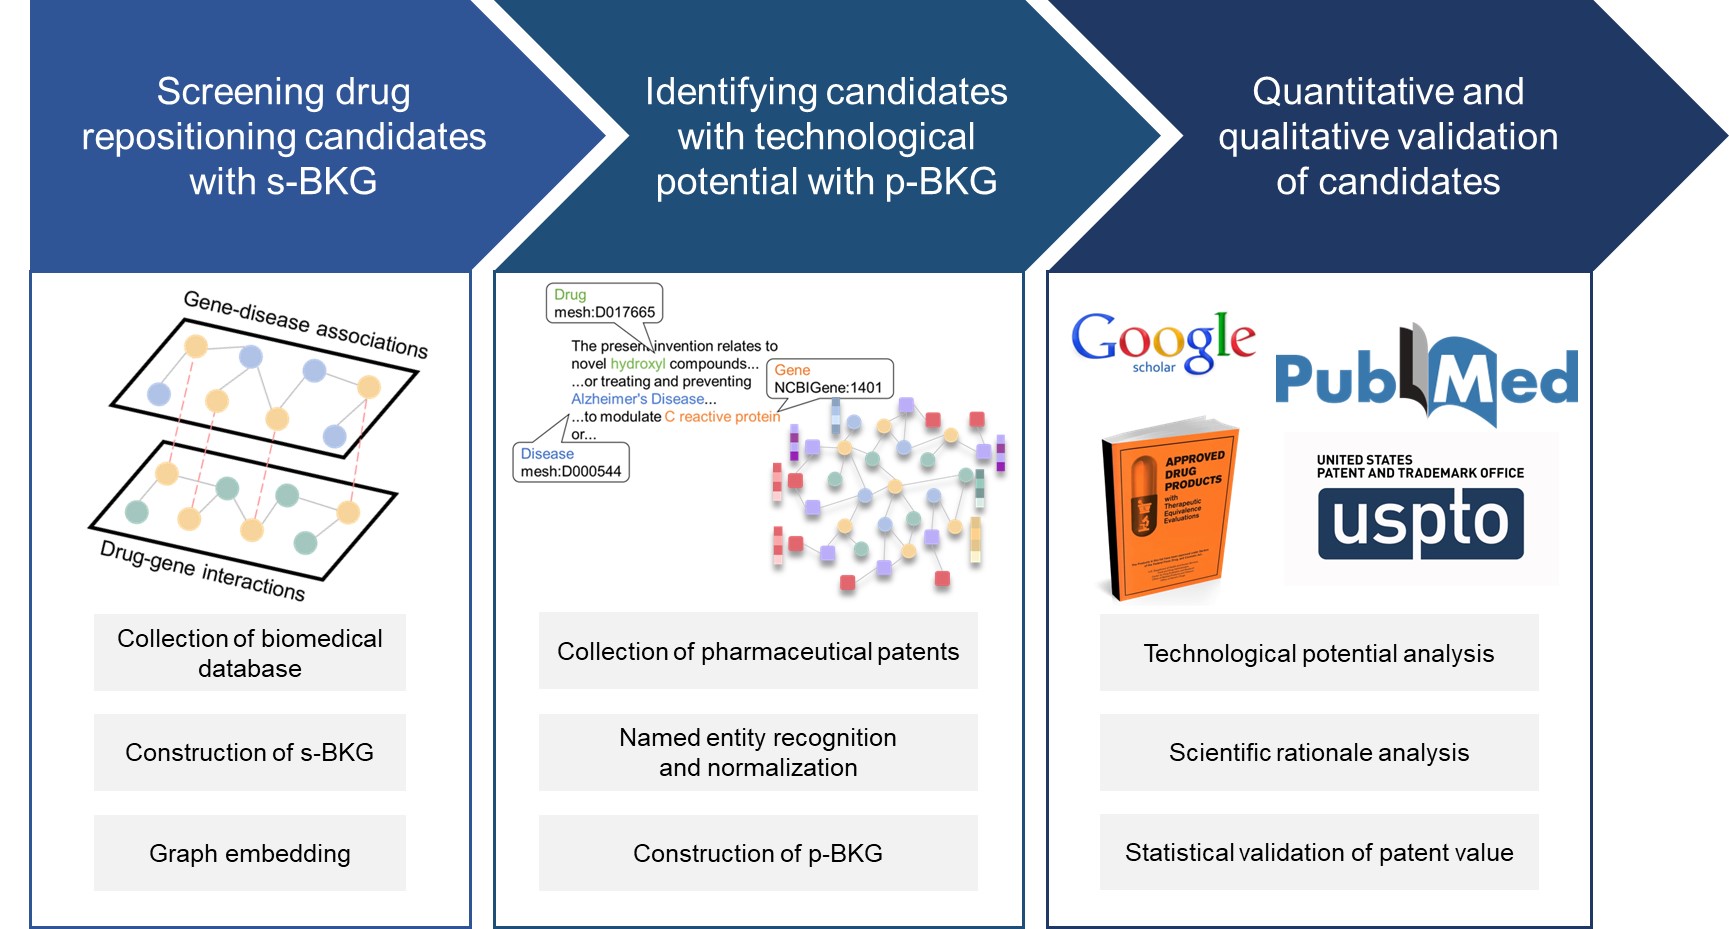 Screening drug
repositioning candidates
with s-BKG
Identifying candidates
with technological
potential with p-BKG
Quantitative and
qualitative validation
of candidates
Gene-disease associations
Drug-gene interactions
Collection of biomedical
database
Construction of s-BKG
Graph embedding
Drug
mesh:D017665
The present invention relates to
novel hydroxyl compounds...
...or treating and preventing
Alzheimer's Disease...
...to modulate C reactive protein
or...
Gene
NCBIGene:1401
Disease
mesh:D000544
Collection of pharmaceutical patents
Named entity recognition
and normalization
Construction of p-BKG
Google
scholar
PubMed
APPROVED
DRUG
PRODUCTS
with
Therapeutic
Equivalence
Evaluations
UNITED STATES
PATENT AND TRADEMARK OFFICE
uspto
Technological potential analysis
Scientific rationale analysis
Statistical validation of patent value